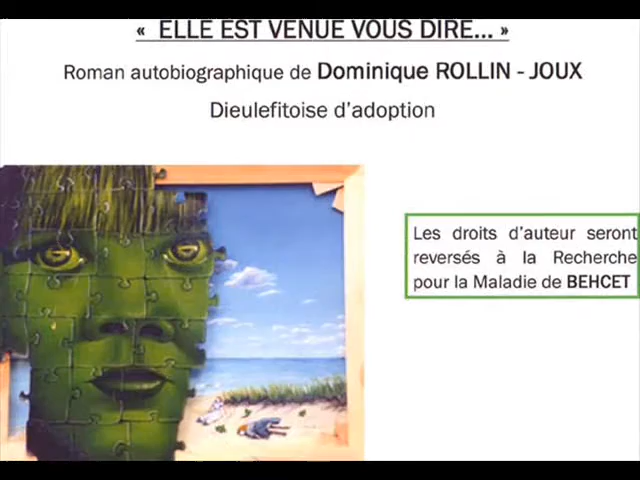 « ELLE EST VENUE VOUS DIRE... »
Roman autobiographique de Dominique ROLLIN - JOUX
Dieulefitoise d'adoption
Les droits d'auteur seront
reversés à la Recherche
pour la Maladie de BEHCET